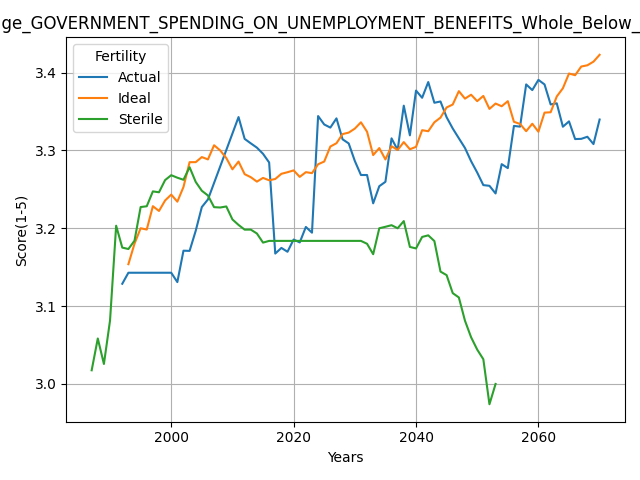 ge_GOVERNMENT_SPENDING_ON_UNEMPLOYMENT_BENEFITS_Whole_Below_
Fertility
Actual
Ideal
Sterile
Score(1-5)
3.4
3.3
3.2
3.1
3.0
2000 2020 2040 2060
Years